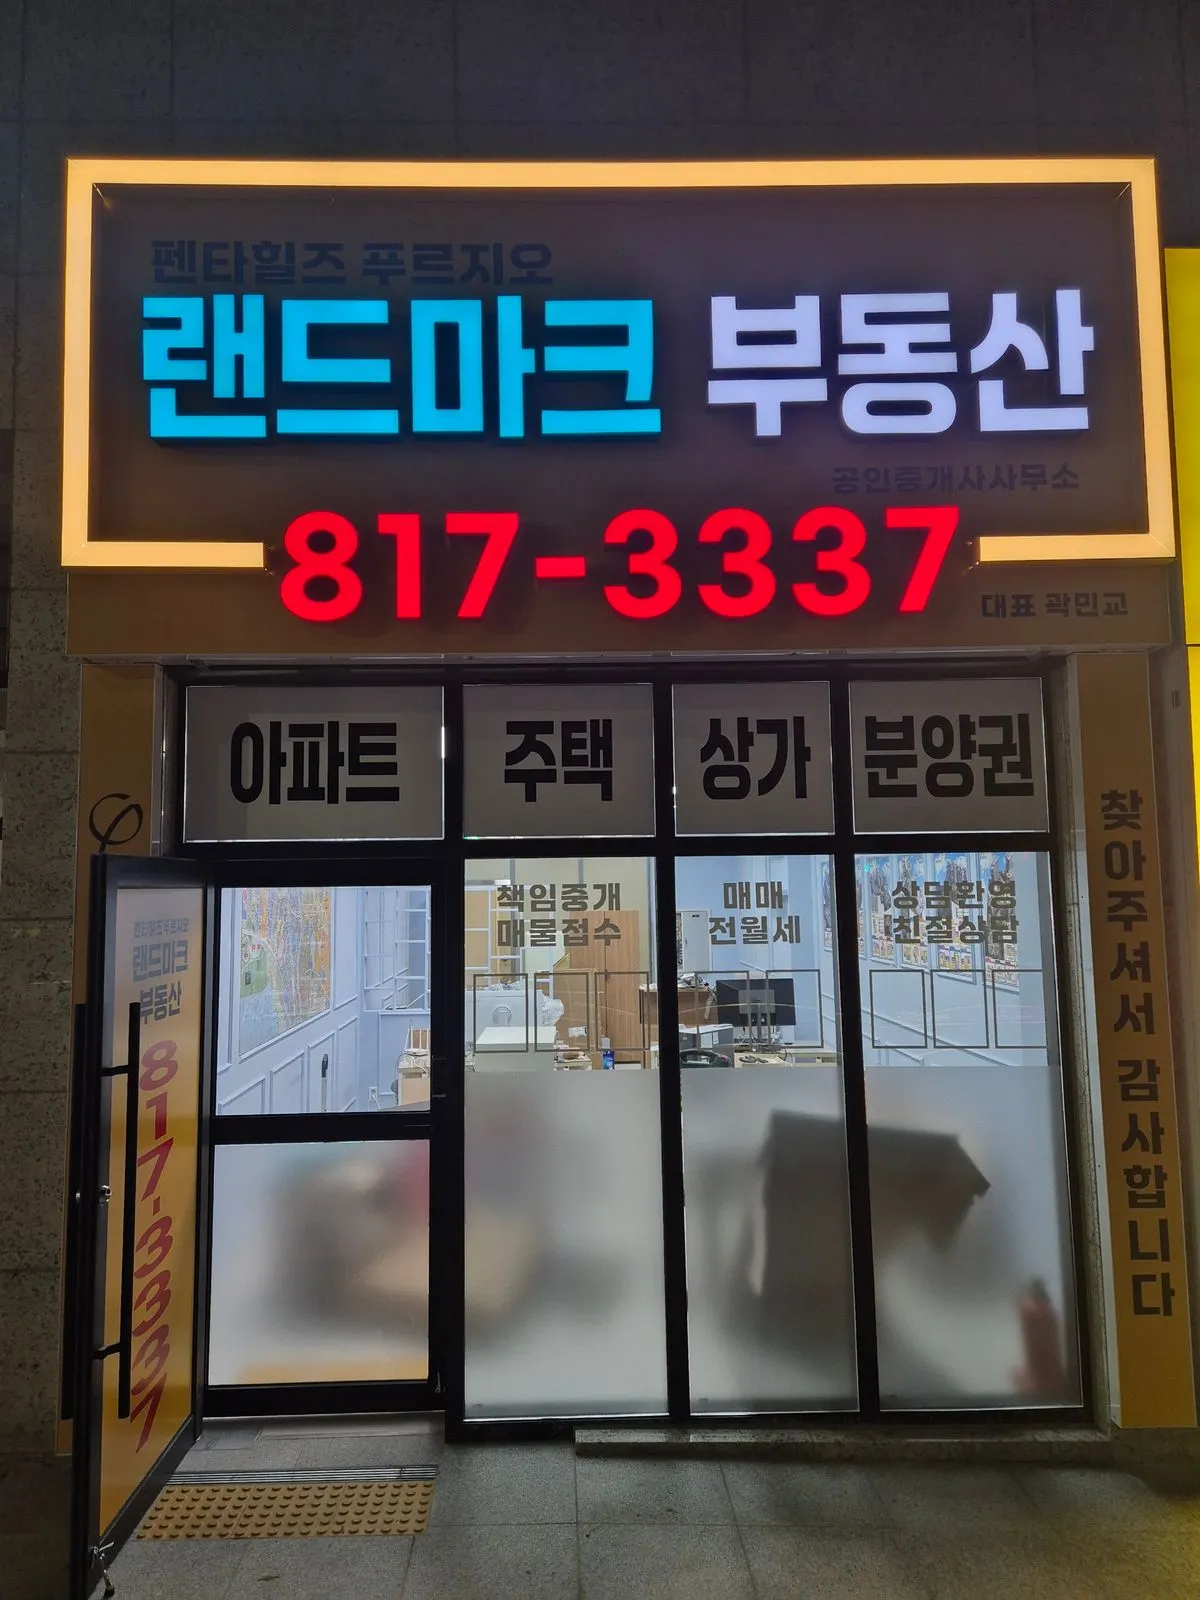 펜타힐즈 푸르지오
랜드마크 부동산
공인중개사사무소
817-3337
대표 곽민교
아파트 주택 상가 분양권
책임중개
매물접수
매매
전월세
상담환영
친절상담
펜타힐즈푸르지오
랜드마크
부동산
817-3337
찾아주셔서 감사합니다